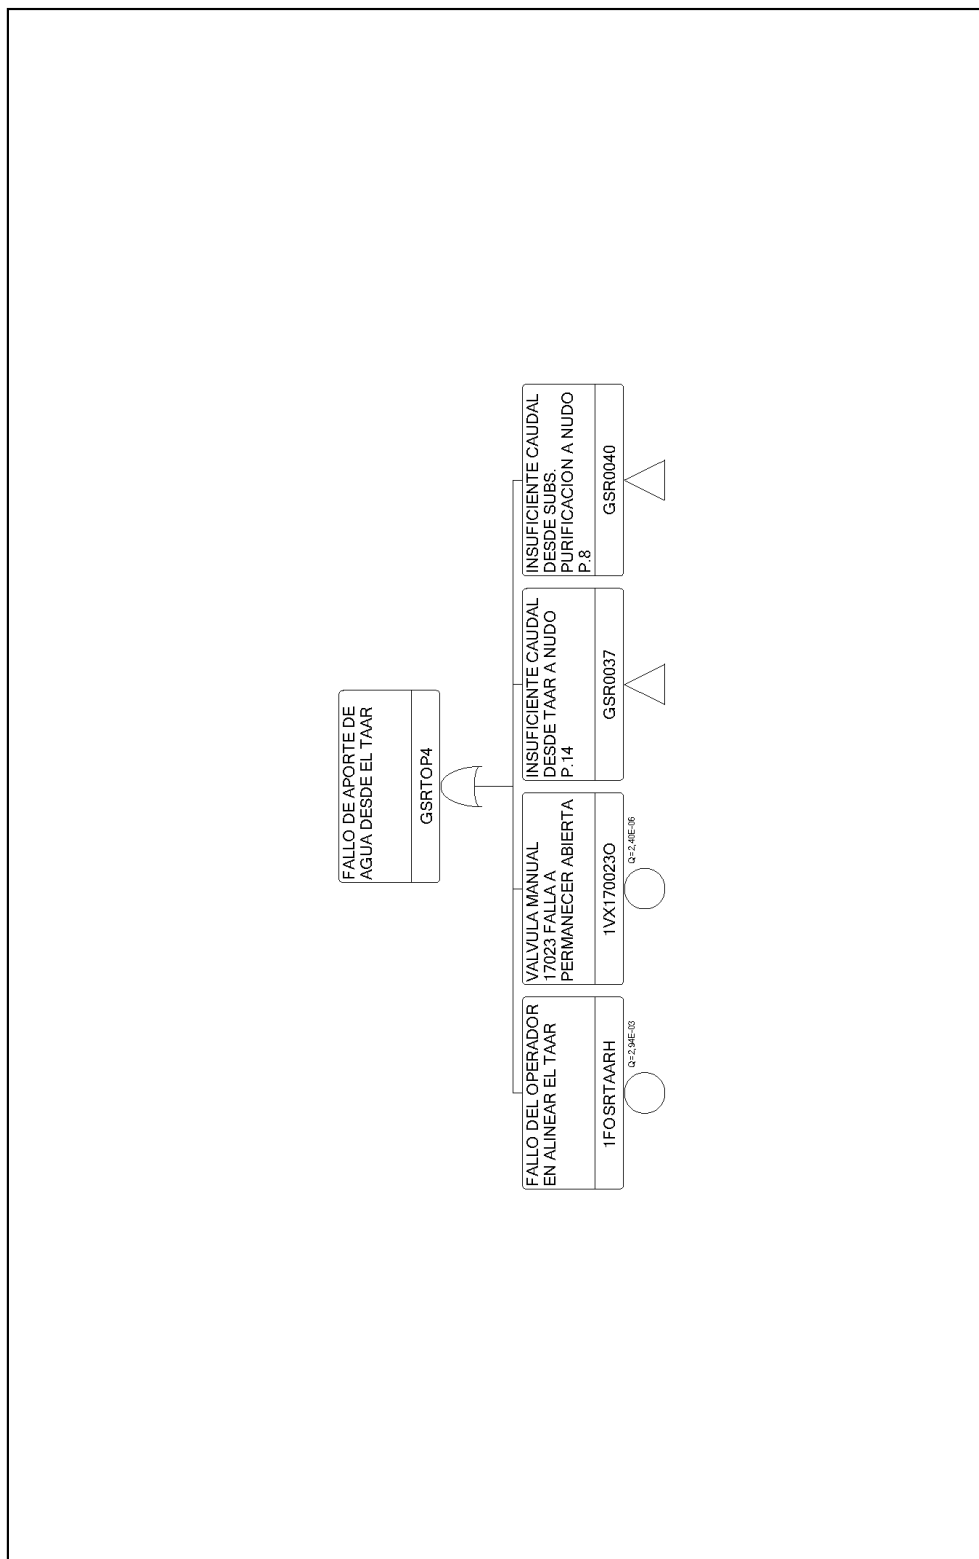 FALLO DE APORTE DE
AGUA DESDE EL TAAR
GSRTOP4
FALLO DEL OPERADOR
EN ALINEAR EL TAAR
1FOSRTAARH
Q=2,94E-03
VALVULA MANUAL
17023 FALLA A
PERMANECER ABIERTA
1VX170023O
Q=2,40E-06
INSUFICIENTE CAUDAL
DESDE TAAR A NUDO
P.14
GSR0037
INSUFICIENTE CAUDAL
DESDE SUBS.
PURIFICACION A NUDO
P.8
GSR0040